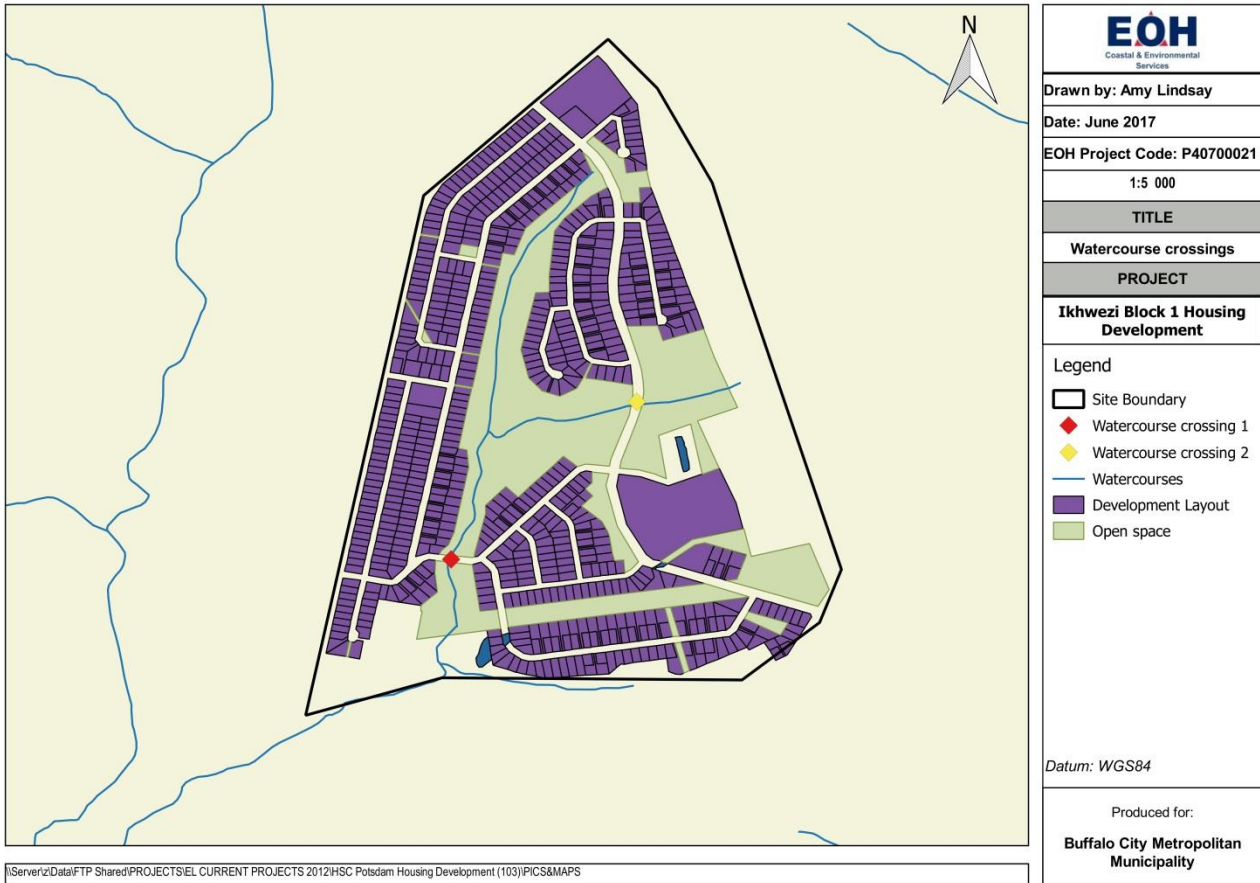 N
EOH
Coastal & Environmental
Services
Drawn by: Amy Lindsay
Date: June 2017
EOH Project Code: P40700021
1:5 000
TITLE
Watercourse crossings
PROJECT
Ikhwezi Block 1 Housing
Development
Legend
Site Boundary
Watercourse crossing 1
Watercourse crossing 2
Watercourses
Development Layout
Open space
Datum: WGS84
Produced for:
Buffalo City Metropolitan
Municipality
\\Server\z\Data\FTP Shared\PROJECTS\EL CURRENT PROJECTS 2012\HSC Potsdam Housing Development (103)\PICS&MAPS